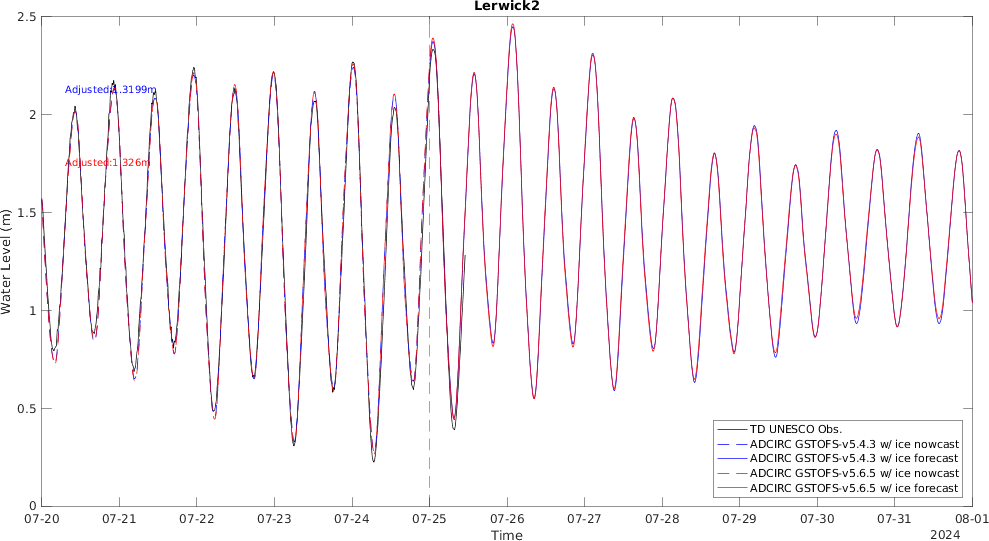 Lerwick2
2.5
2
1.5
1
0.5
0
Water Level (m)
Adjusted:1.3199m
Adjusted:1.326m
TD UNESCO Obs.
ADCIRC GSTOFS-v5.4.3 w/ ice nowcast
ADCIRC GSTOFS-v5.4.3 w/ ice forecast
ADCIRC GSTOFS-v5.6.5 w/ ice nowcast
ADCIRC GSTOFS-v5.6.5 w/ ice forecast
07-20 07-21 07-22 07-23 07-24 07-25 07-26 07-27 07-28 07-29 07-30 07-31 08-01
Time
2024